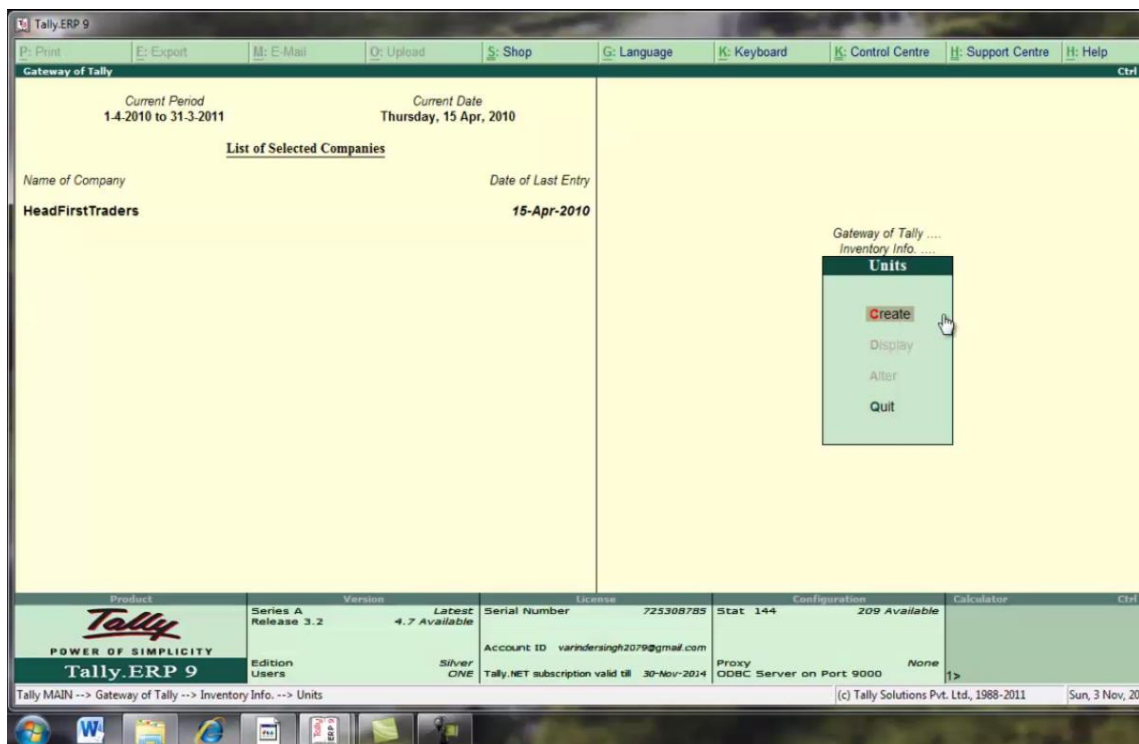 Tally.ERP 9
P: Print E: Export M: E-Mail O: Upload S: Shop G: Language K: Keyboard K: Control Centre H: Support Centre H: Help
Gateway of Tally Ctrl
Current Period Current Date
1-4-2010 to 31-3-2011 Thursday, 15 Apr, 2010
List of Selected Companies
Name of Company Date of Last Entry
HeadFirstTraders 15-Apr-2010
Gateway of Tally ....
Inventory Info. ....
Units
Create
Display
Alter
Quit
Product Version License Configuration Calculator Ctrl
Tally
POWER OF SIMPLICITY
Tally.ERP 9
Series A Latest
Release 3.2 4.7 Available
Edition Silver
Users ONE
Serial Number 725308785
Account ID varindersingh2079@gmail.com
Tally.NET subscription valid till 30-Nov-2014
Stat 144 209 Available
Proxy None
ODBC Server on Port 9000
1>
Tally MAIN --> Gateway of Tally --> Inventory Info. --> Units (c) Tally Solutions Pvt. Ltd., 1988-2011 Sun, 3 Nov, 20
W
Tally
ERP 9